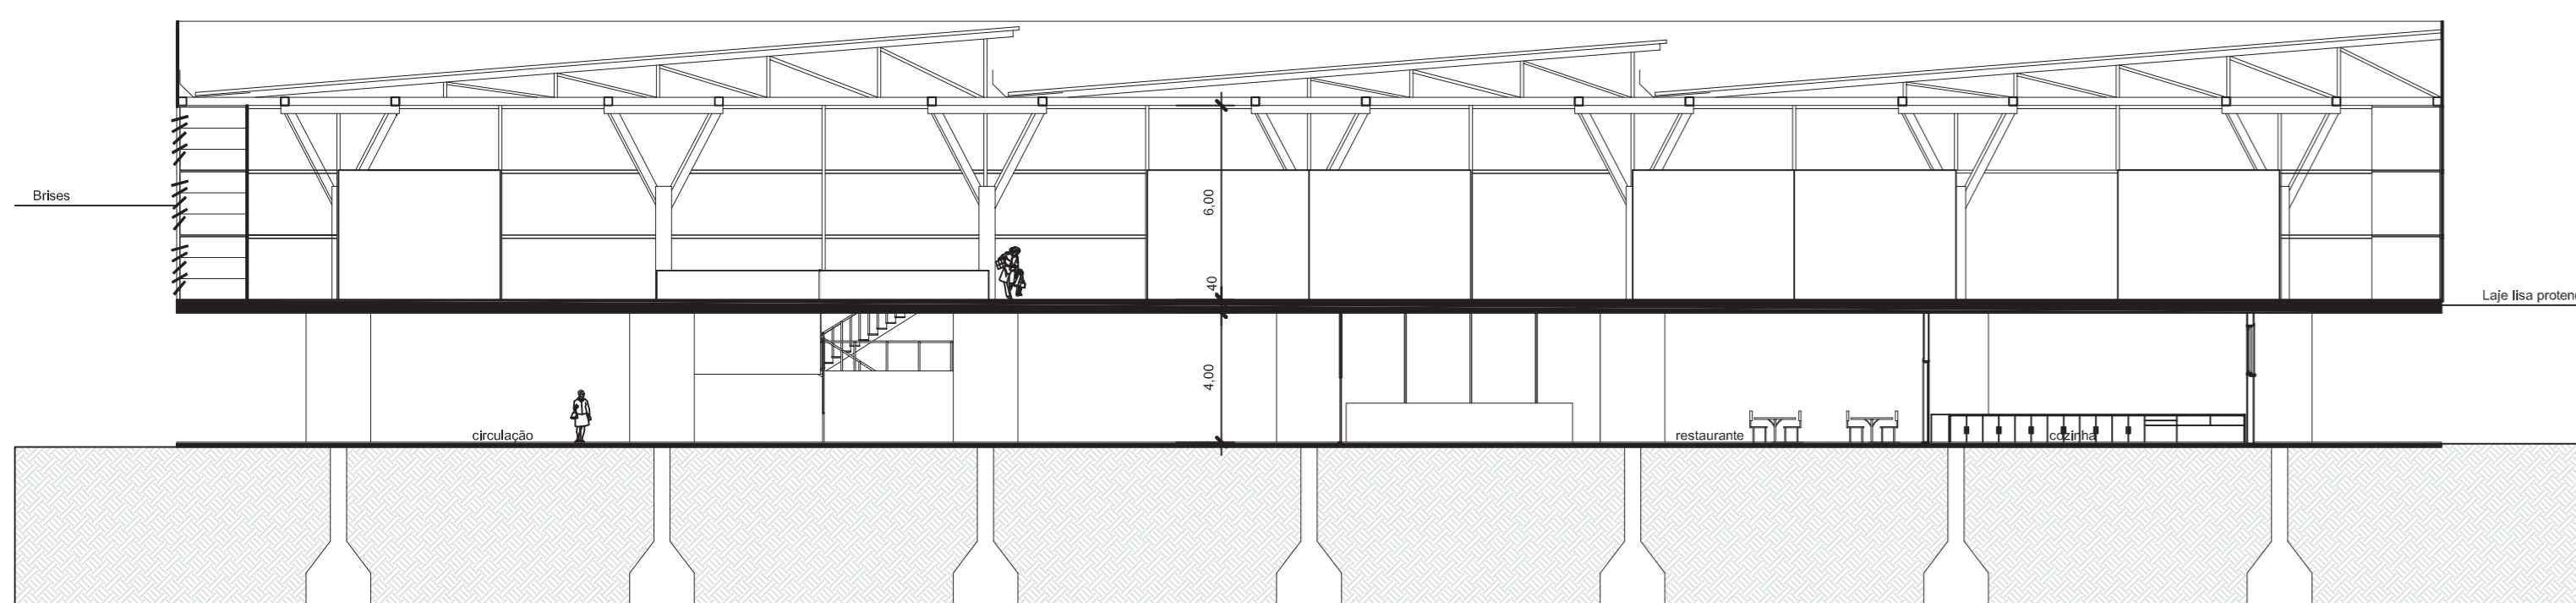 Brises
6,00
40
Laje lisa protend
4,00
circulação
restaurante
cozinha